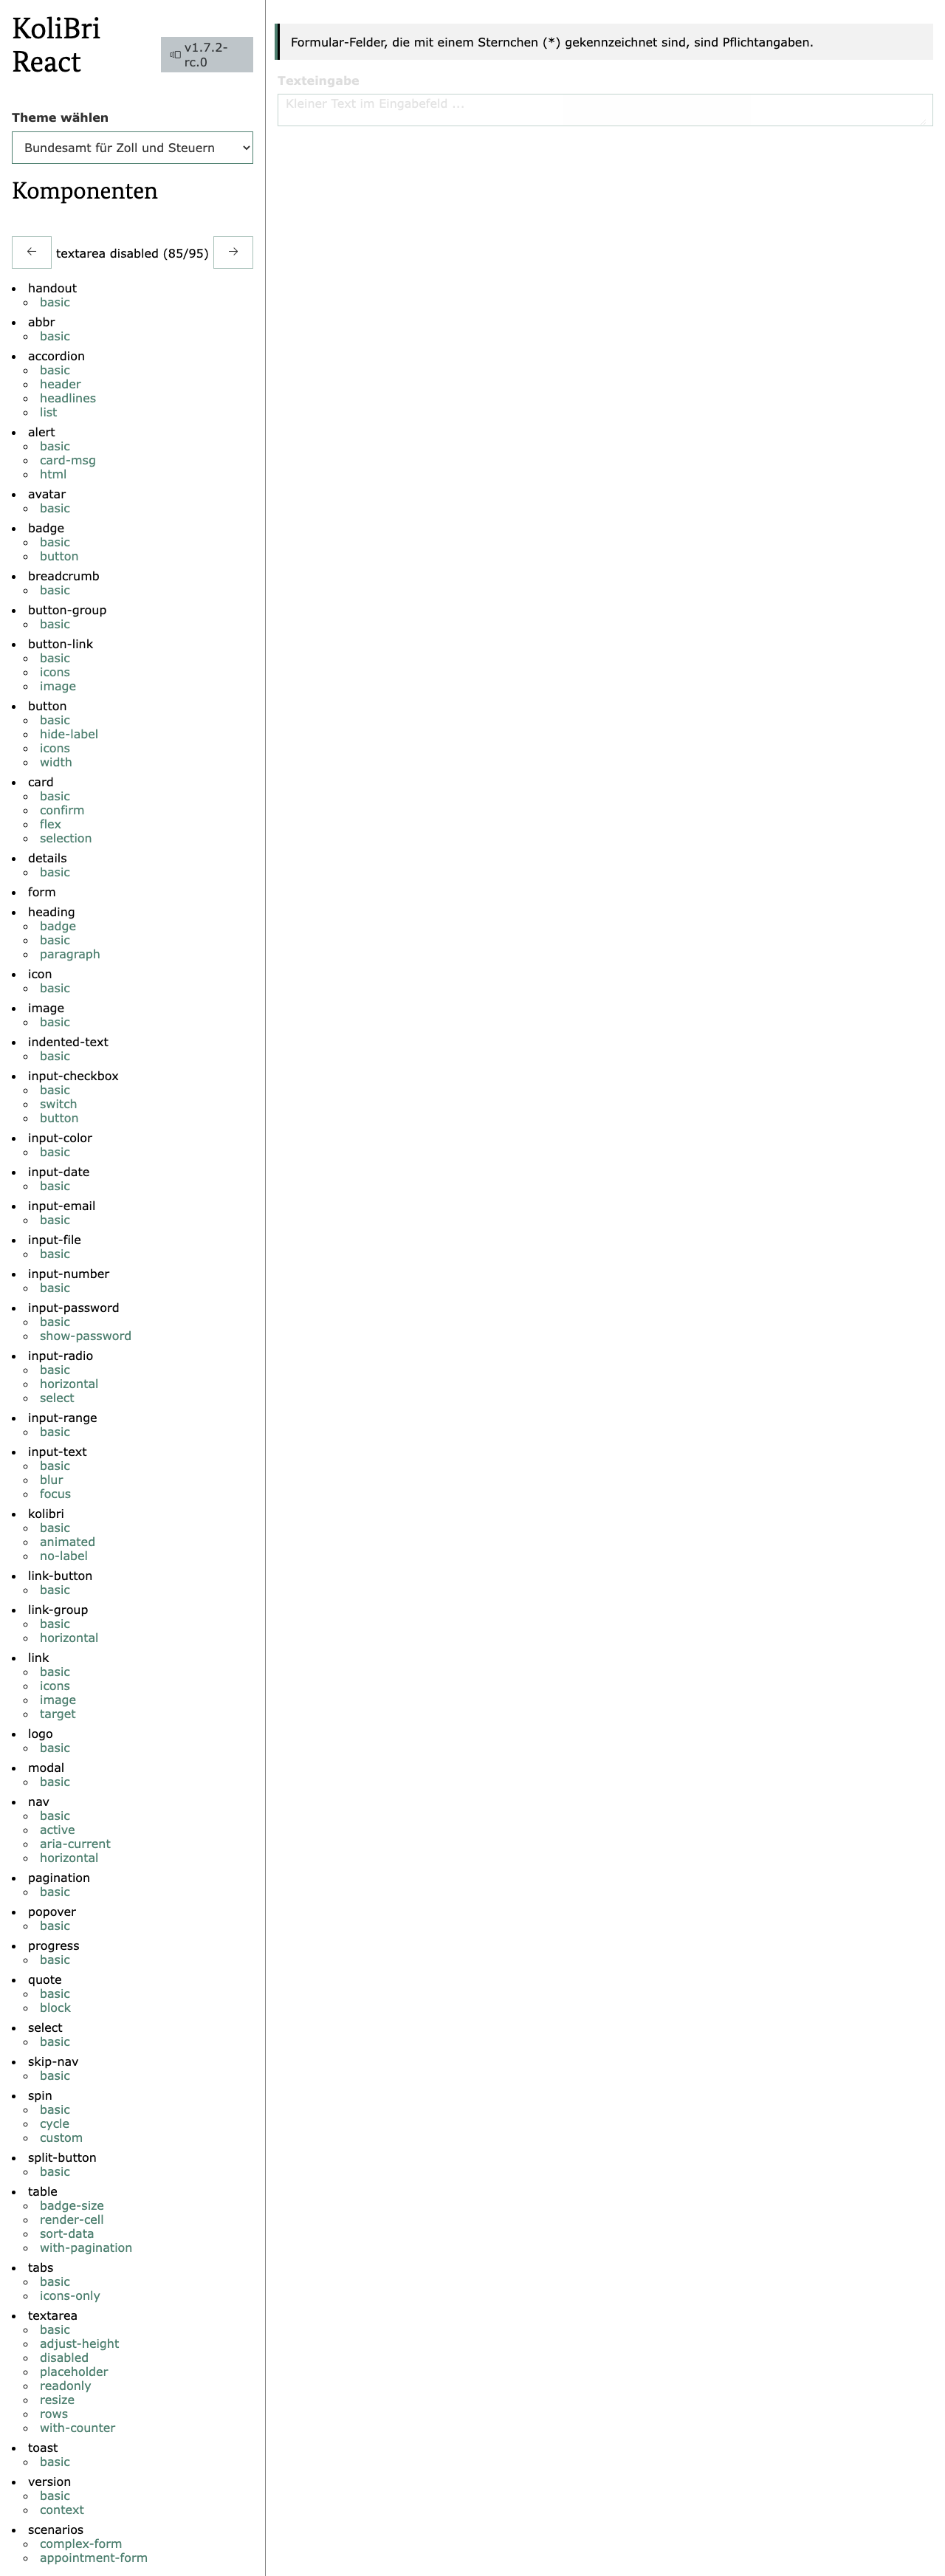 KoliBri
React
v1.7.2-
rc.0
Theme wählen
Bundesamt für Zoll und Steuern
Komponenten
← textarea disabled (85/95) →
handout
basic
abbr
basic
accordion
basic
header
headlines
list
alert
basic
card-msg
html
avatar
basic
badge
basic
button
breadcrumb
basic
button-group
basic
button-link
basic
icons
image
button
basic
hide-label
icons
width
card
basic
confirm
flex
selection
details
basic
form
heading
badge
basic
paragraph
icon
basic
image
basic
indented-text
basic
input-checkbox
basic
switch
button
input-color
basic
input-date
basic
input-email
basic
input-file
basic
input-number
basic
input-password
basic
show-password
input-radio
basic
horizontal
select
input-range
basic
input-text
basic
blur
focus
kolibri
basic
animated
no-label
link-button
basic
link-group
basic
horizontal
link
basic
icons
image
target
logo
basic
modal
basic
nav
basic
active
aria-current
horizontal
pagination
basic
popover
basic
progress
basic
quote
basic
block
select
basic
skip-nav
basic
spin
basic
cycle
custom
split-button
basic
table
badge-size
render-cell
sort-data
with-pagination
tabs
basic
icons-only
textarea
basic
adjust-height
disabled
placeholder
readonly
resize
rows
with-counter
toast
basic
version
basic
context
scenarios
complex-form
appointment-form
Formular-Felder, die mit einem Sternchen (*) gekennzeichnet sind, sind Pflichtangaben.
Texteingabe
Kleiner Text im Eingabefeld ...